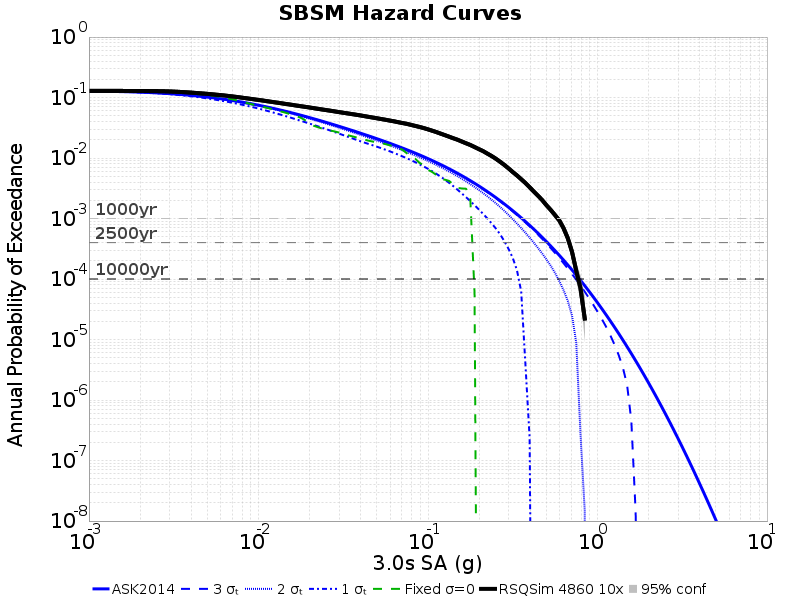 SBSM Hazard Curves
Annual Probability of Exceedance
10⁰
10⁻¹
10⁻²
10⁻³
10⁻⁴
10⁻⁵
10⁻⁶
10⁻⁷
10⁻⁸
1000yr
2500yr
10000yr
10⁻³ 10⁻² 10⁻¹ 10⁰ 10¹
3.0s SA (g)
ASK2014 3 σₜ 2 σₜ 1 σₜ Fixed σ=0 RSQSim 4860 10x 95% conf